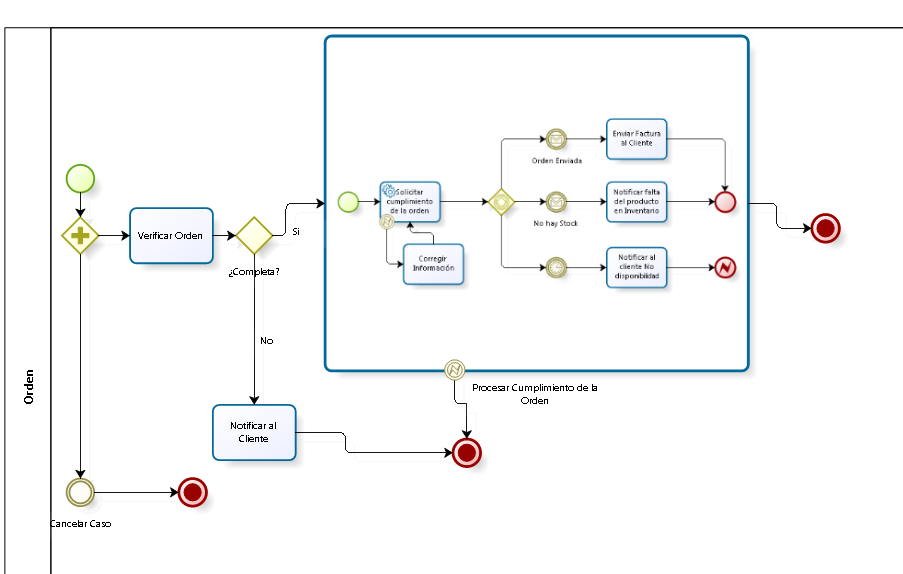 Orden
Verificar Orden
¿Completa?
Si
No
Notificar al
Cliente
Cancelar Caso
Solicitar
cumplimiento
de la orden
Corregir
Información
Orden Enviada
No hay Stock
Enviar Factura
al Cliente
Notificar falta
del producto
en Inventario
Notificar al
cliente No
disponibilidad
Procesar Cumplimiento de la
Orden